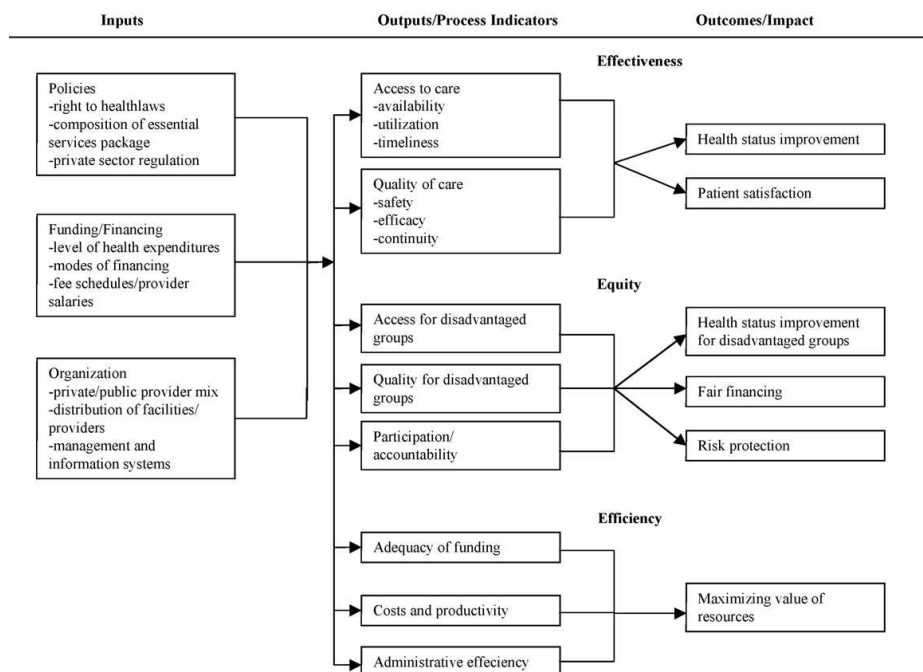 Inputs
Outputs/Process Indicators
Outcomes/Impact
Effectiveness
Policies
-right to healthlaws
-composition of essential
services package
-private sector regulation
Access to care
-availability
-utilization
-timeliness
Health status improvement
Patient satisfaction
Quality of care
-safety
-efficacy
-continuity
Funding/Financing
-level of health expenditures
-modes of financing
-fee schedules/provider
salaries
Equity
Access for disadvantaged
groups
Health status improvement
for disadvantaged groups
Organization
-private/public provider mix
-distribution of facilities/
providers
-management and
information systems
Quality for disadvantaged
groups
Fair financing
Participation/
accountability
Risk protection
Efficiency
Adequacy of funding
Costs and productivity
Maximizing value of
resources
Administrative effeciency